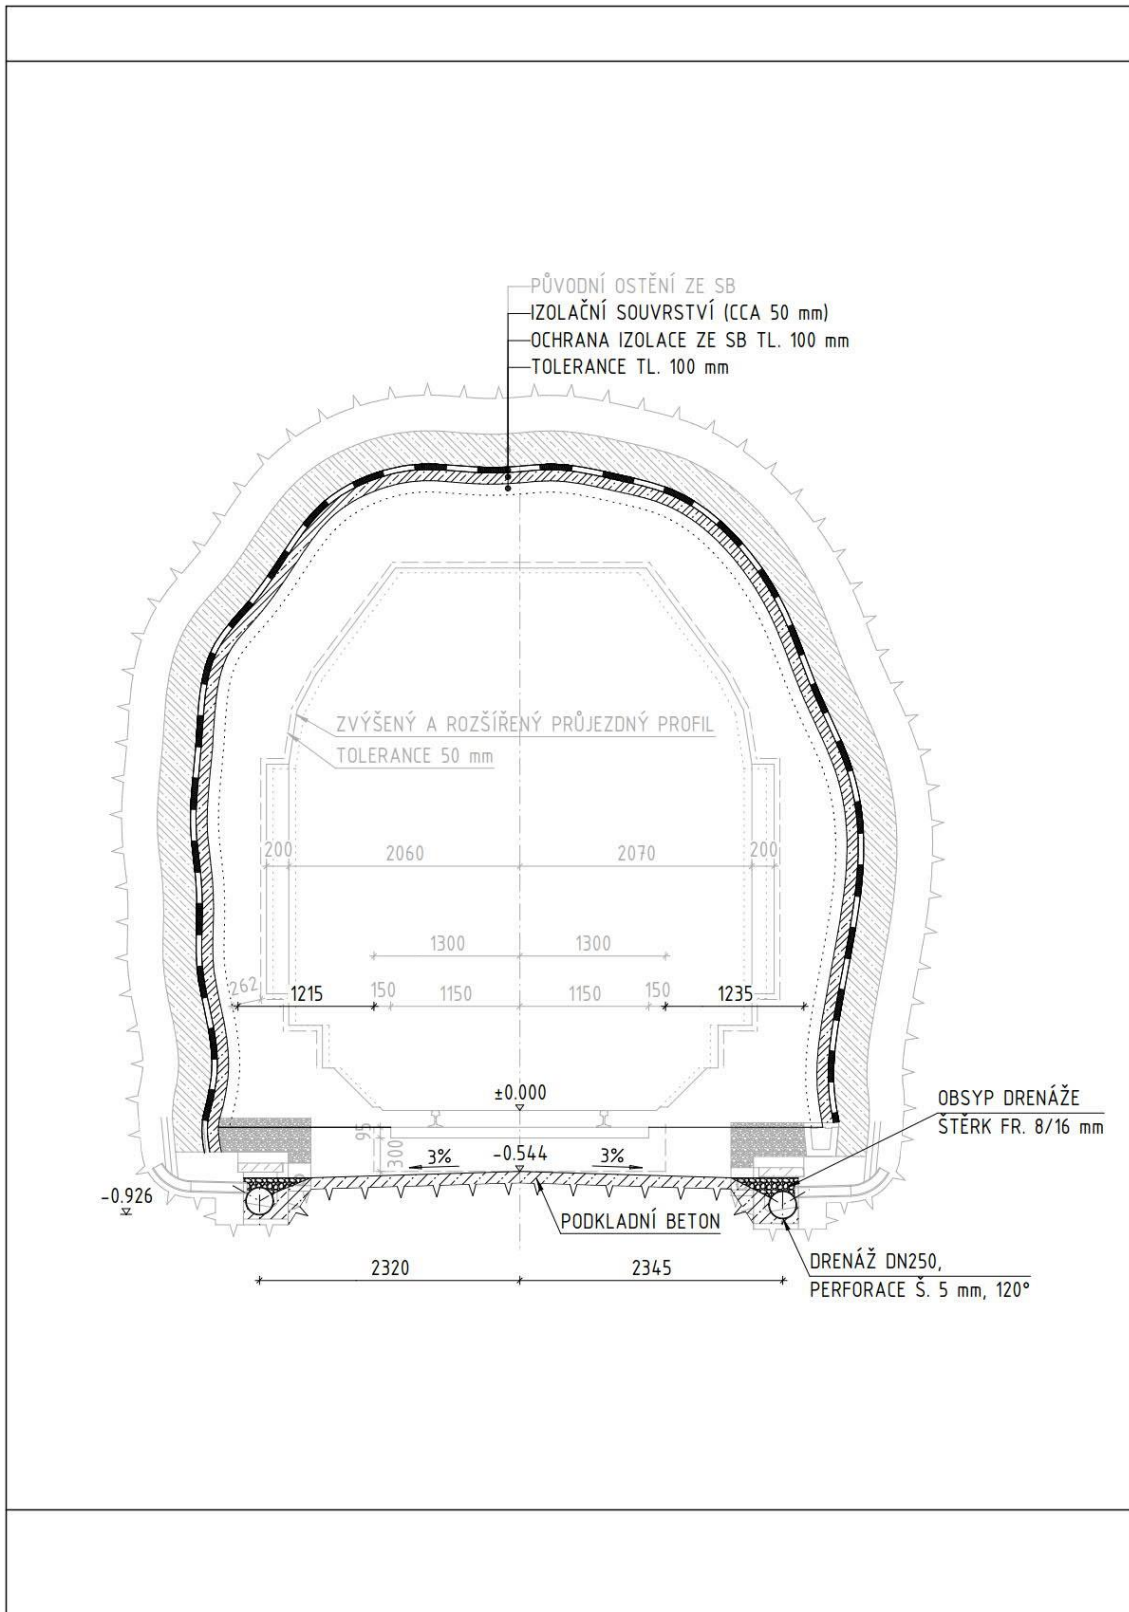 PŮVODNÍ OSTĚNÍ ZE SB
IZOLAČNÍ SOUVRSTVÍ (CCA 50 mm)
OCHRANA IZOLACE ZE SB TL. 100 mm
TOLERANCE TL. 100 mm
ZVÝŠENÝ A ROZŠÍŘENÝ PRŮJEZDNÝ PROFIL
TOLERANCE 50 mm
200 2060 2070 200
1300 1300
262 1215 150 1150 1150 150 1235
±0.000
OBSYP DRENÁŽE
ŠTĚRK FR. 8/16 mm
95
300
3% -0.544 3%
-0.926
PODKLADNÍ BETON
2320 2345
DRENÁŽ DN250,
PERFORACE Š. 5 mm, 120°